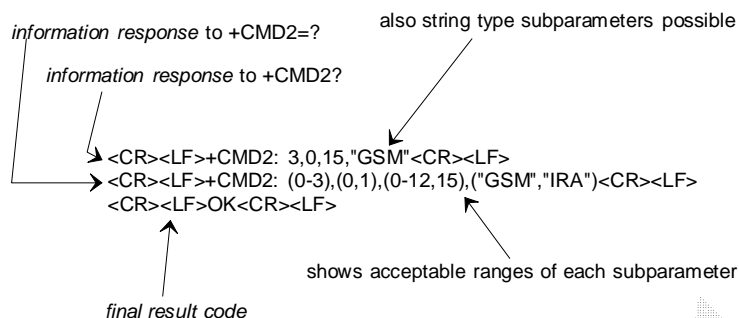 also string type subparameters possible
information response to +CMD2=?
information response to +CMD2?
<CR><LF>+CMD2: 3,0,15,"GSM"<CR><LF>
<CR><LF>+CMD2: (0-3),(0,1),(0-12,15),("GSM","IRA")<CR><LF>
<CR><LF>OK<CR><LF>
shows acceptable ranges of each subparameter
final result code